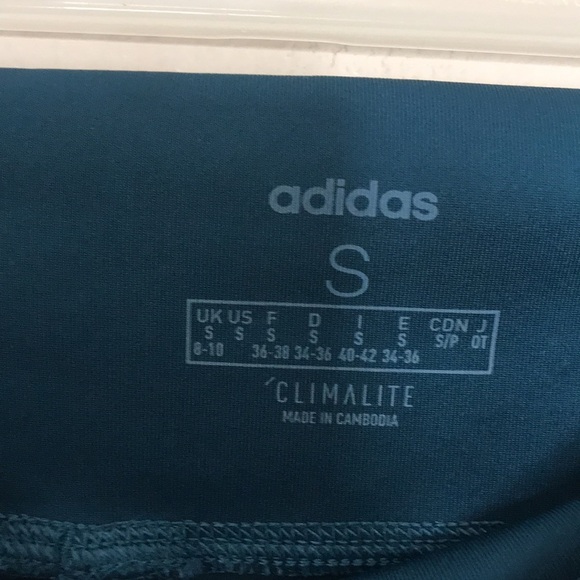 adidas
S
UK US F D I E CDN J
S S S S S S S/P OT
8-10 36-38 34-36 40-42 34-36
CLIMALITE
MADE IN CAMBODIA